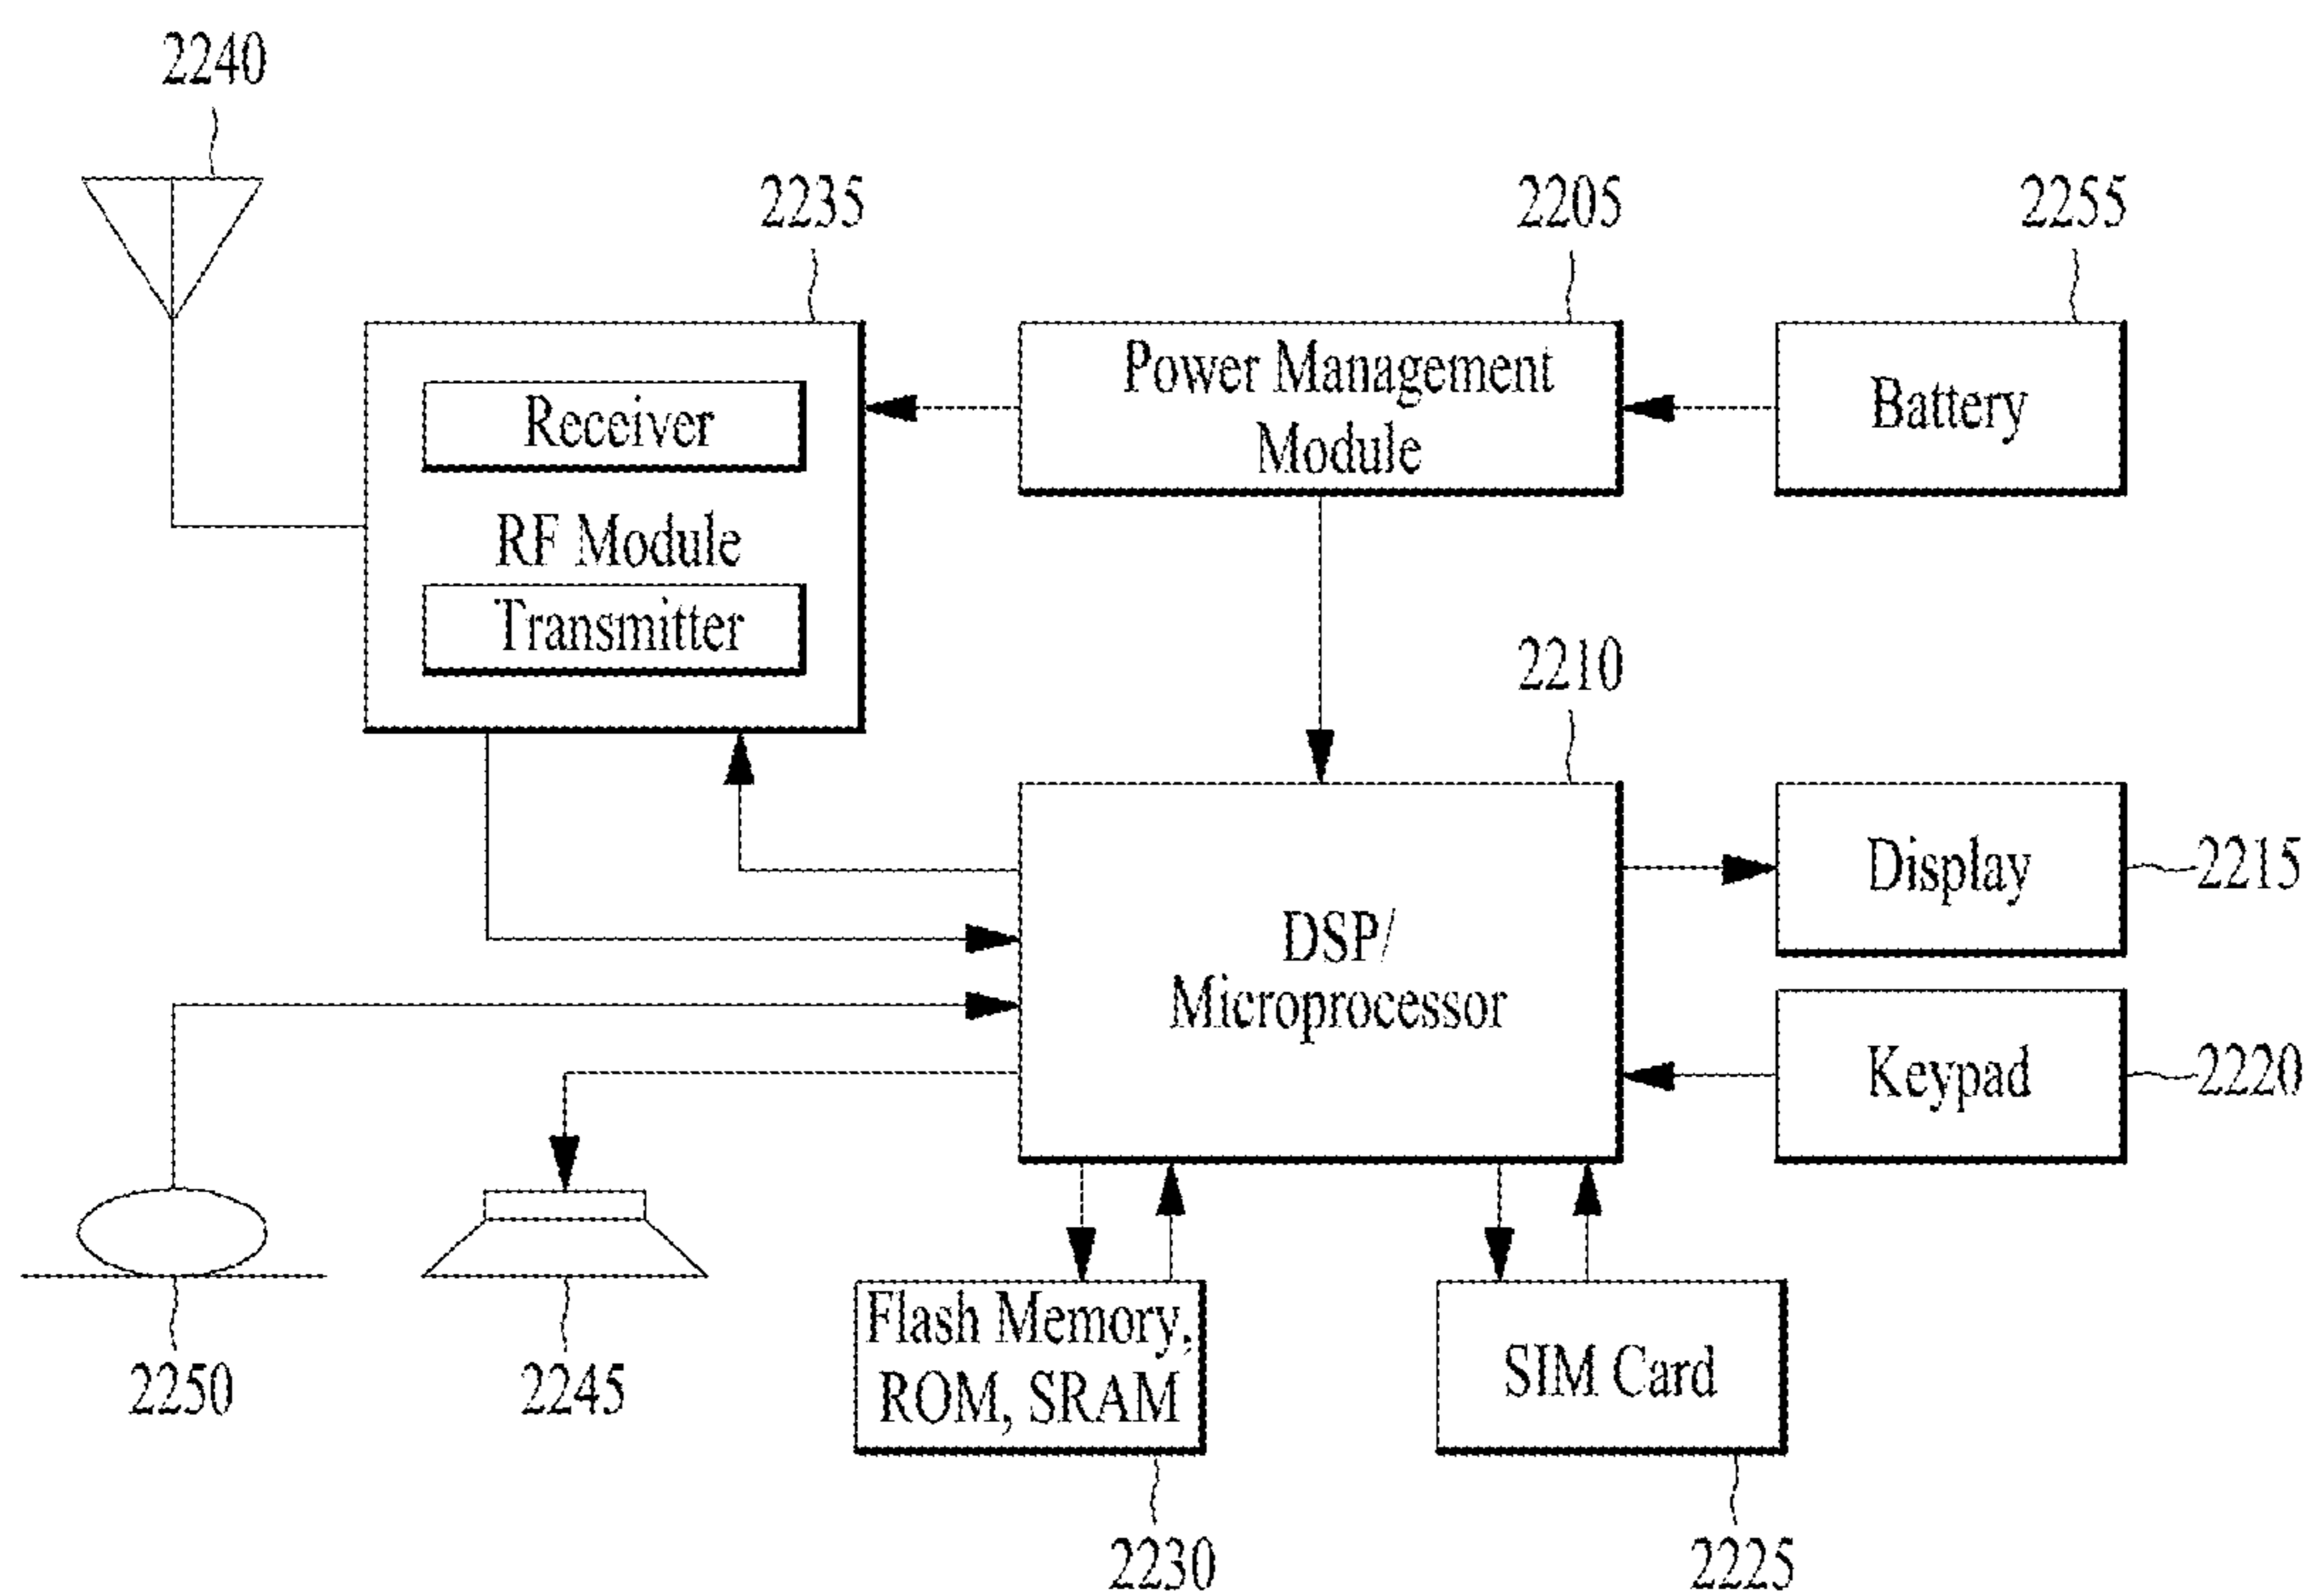 2240
2235
2205
2255
Receiver
RF Module
Transmitter
Power Management
Module
Battery
2210
DSP/
Microprocessor
Display
2215
Keypad
2220
2250
2245
Flash Memory,
ROM, SRAM
SIM Card
2230
2225